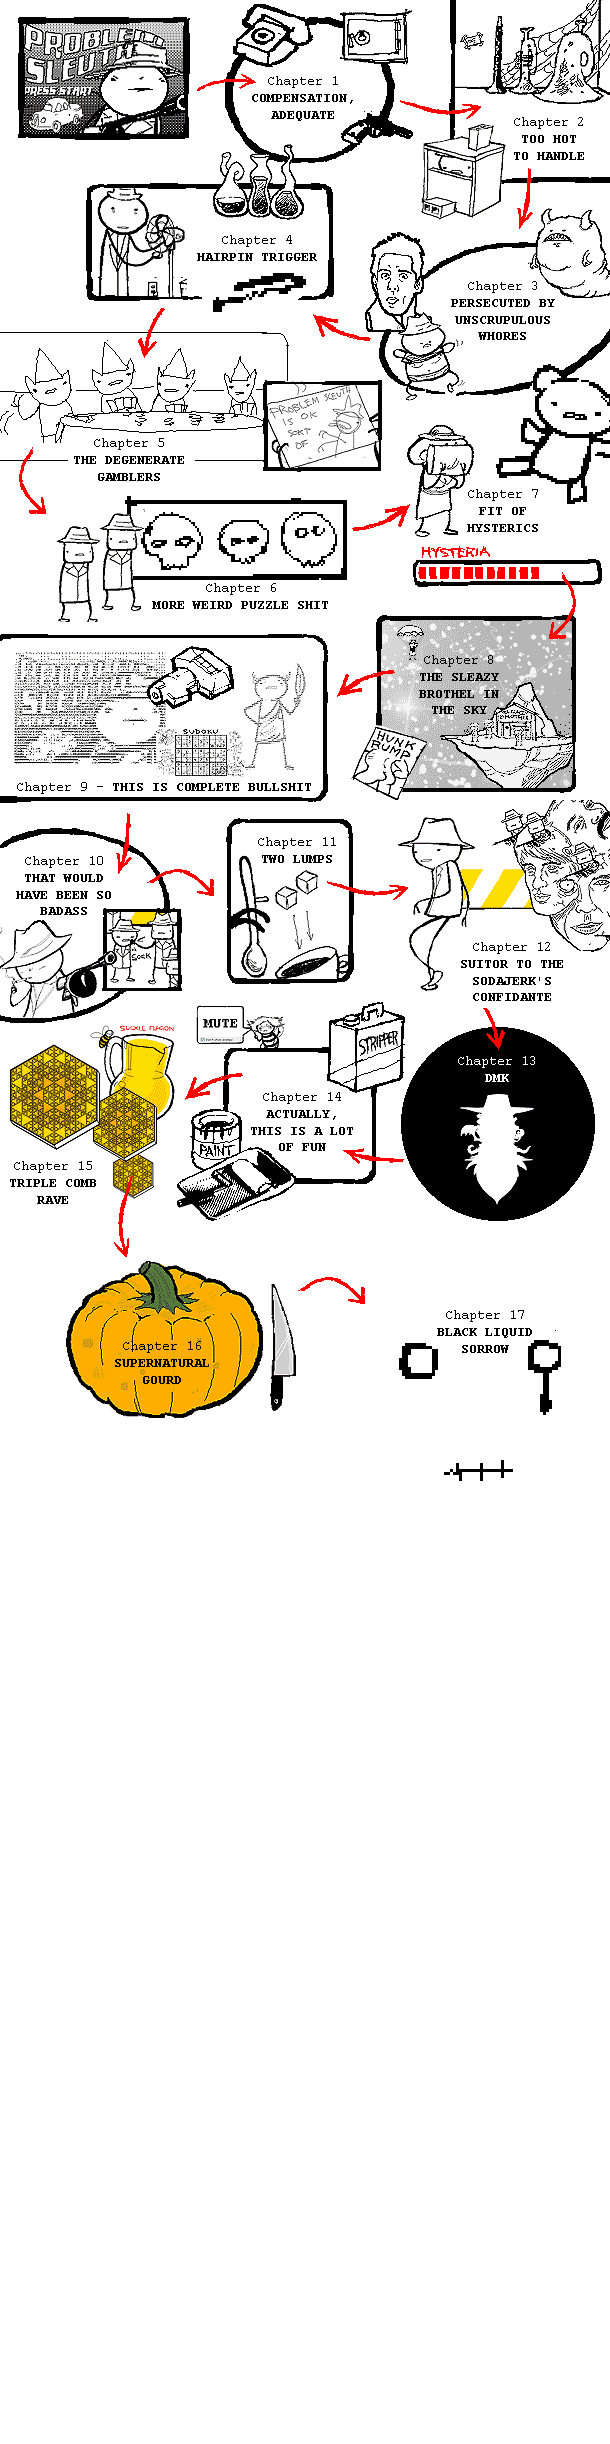 PROBLEM
SLEUTH
PRESS START
Chapter 1
COMPENSATION,
ADEQUATE
Chapter 2
TOO HOT
TO HANDLE
Chapter 3
PERSECUTED BY
UNSCRUPULOUS
WHORES
Chapter 4
HAIRPIN TRIGGER
Chapter 5
THE DEGENERATE
GAMBLERS
PROBLEM SLEUTH
IS OK
SORT
OF
Chapter 6
MORE WEIRD PUZZLE SHIT
Chapter 7
FIT OF
HYSTERICS
HYSTERIA
Chapter 8
THE SLEAZY
BROTHEL IN
THE SKY
HUNK
RUMP
PROBLEM
SLEUTH
SUDOKU
Chapter 9 - THIS IS COMPLETE BULLSHIT
Chapter 10
THAT WOULD
HAVE BEEN SO
BADASS
SOCK
Chapter 11
TWO LUMPS
Chapter 12
SUITOR TO THE
SODAJERK'S
CONFIDANTE
Chapter 13
DMK
MUTE
STRIPPER
Chapter 14
ACTUALLY,
THIS IS A LOT
OF FUN
PAINT
SUCKLE FLAGON
Chapter 15
TRIPLE COMB
RAVE
Chapter 16
SUPERNATURAL
GOURD
Chapter 17
BLACK LIQUID
SORROW